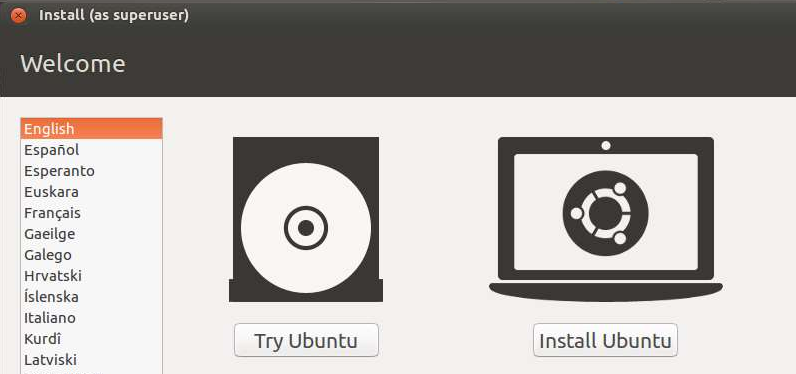 Install (as superuser)
Welcome
English
Español
Esperanto
Euskara
Français
Gaeilge
Galego
Hrvatski
Íslenska
Italiano
Kurdî
Latviski
Try Ubuntu
Install Ubuntu